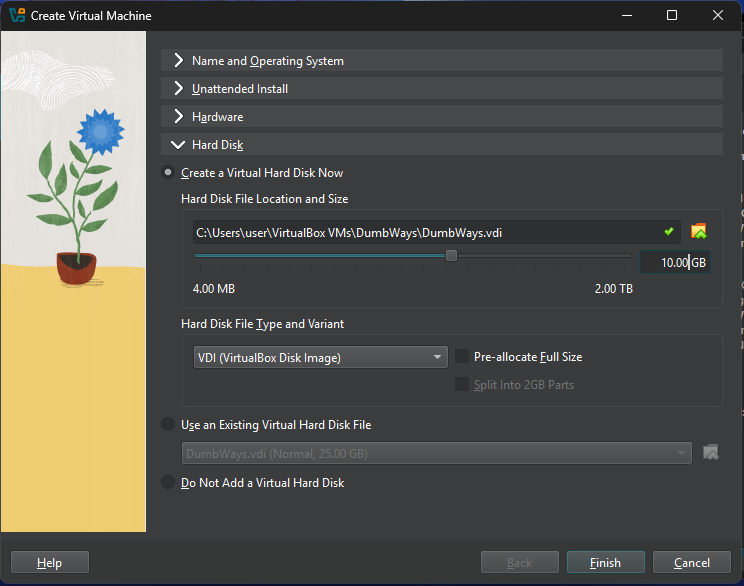 Create Virtual Machine
Name and Operating System
Unattended Install
Hardware
Hard Disk
Create a Virtual Hard Disk Now
Hard Disk File Location and Size
C:\Users\user\VirtualBox VMs\DumbWays\DumbWays.vdi
10.00 GB
4.00 MB 2.00 TB
Hard Disk File Type and Variant
VDI (VirtualBox Disk Image) Pre-allocate Full Size
Split Into 2GB Parts
Use an Existing Virtual Hard Disk File
DumbWays.vdi (Normal, 25.00 GB)
Do Not Add a Virtual Hard Disk
Help Back Finish Cancel